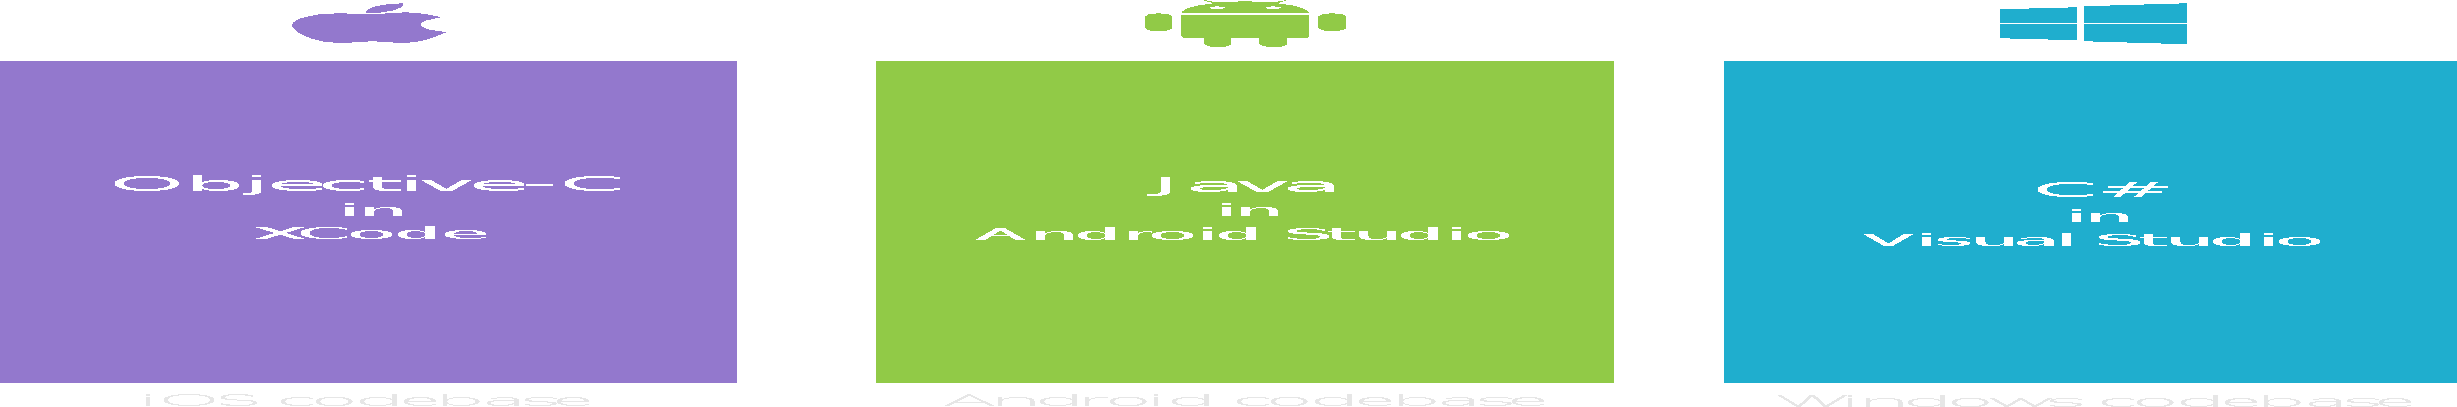 Objective-C
in
XCode
iOS codebase
Java
in
Android Studio
Android codebase
C#
in
Visual Studio
Windows codebase